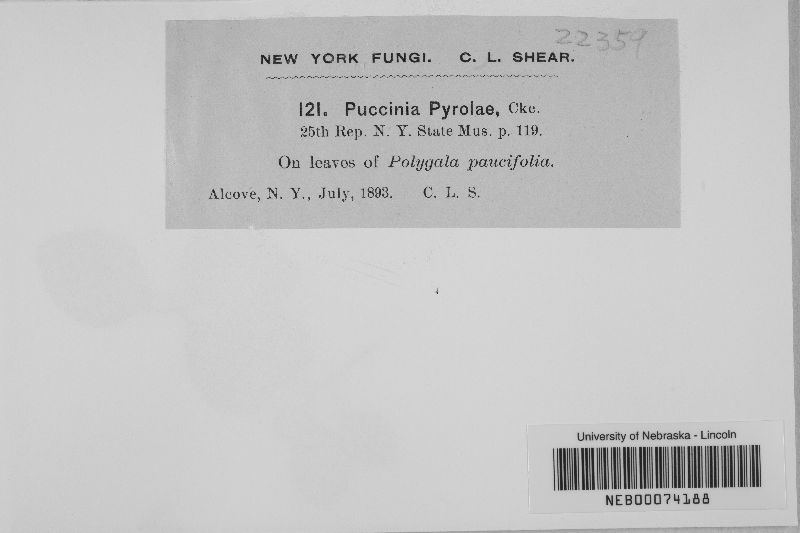 22359
NEW YORK FUNGI. C. L. SHEAR.
121. Puccinia Pyrolae, Cke.
25th Rep. N. Y. State Mus. p. 119.
On leaves of Polygala paucifolia.
Alcove, N. Y., July, 1893. C. L. S.
University of Nebraska - Lincoln
NEB00074188